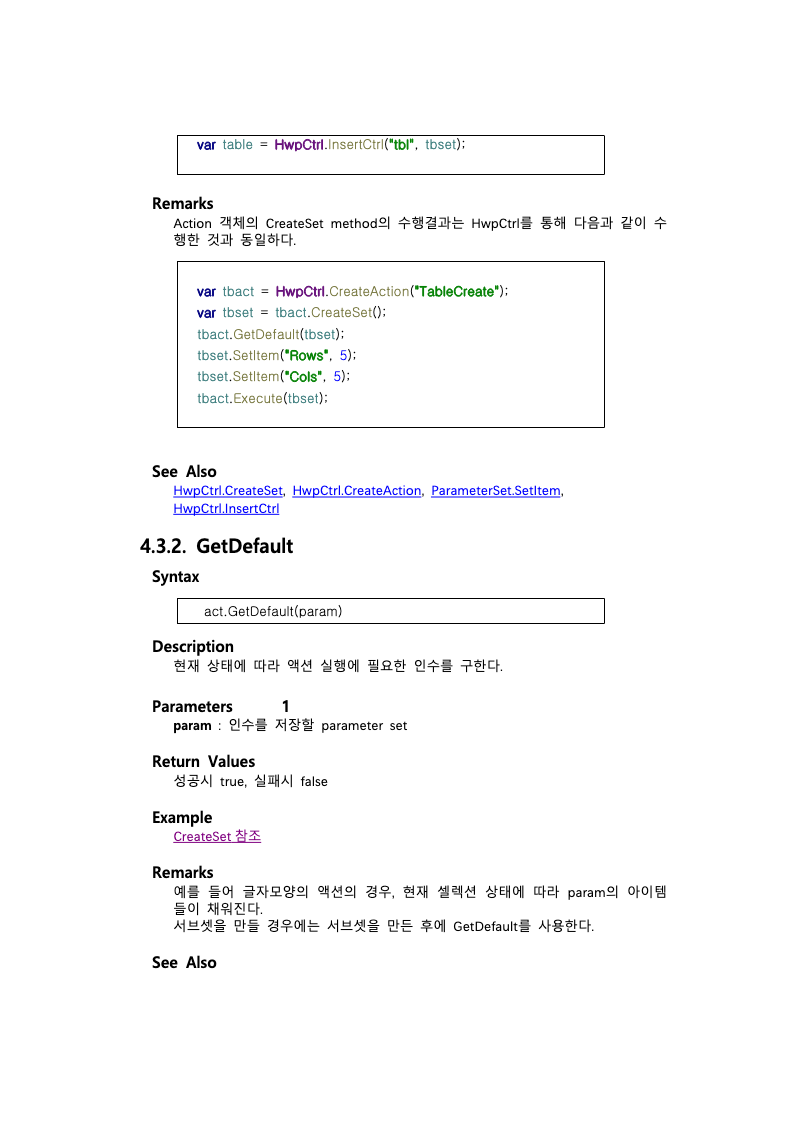 var table = HwpCtrl.InsertCtrl("tbl", tbset);
Remarks
Action 객체의 CreateSet method의 수행결과는 HwpCtrl를 통해 다음과 같이 수
행한 것과 동일하다.
var tbact = HwpCtrl.CreateAction("TableCreate");
var tbset = tbact.CreateSet();
tbact.GetDefault(tbset);
tbset.SetItem("Rows", 5);
tbset.SetItem("Cols", 5);
tbact.Execute(tbset);
See Also
HwpCtrl.CreateSet, HwpCtrl.CreateAction, ParameterSet.SetItem,
HwpCtrl.InsertCtrl
4.3.2. GetDefault
Syntax
act.GetDefault(param)
Description
현재 상태에 따라 액션 실행에 필요한 인수를 구한다.
Parameters 1
param : 인수를 저장할 parameter set
Return Values
성공시 true, 실패시 false
Example
CreateSet 참조
Remarks
예를 들어 글자모양의 액션의 경우, 현재 셀렉션 상태에 따라 param의 아이템
들이 채워진다.
서브셋을 만들 경우에는 서브셋을 만든 후에 GetDefault를 사용한다.
See Also